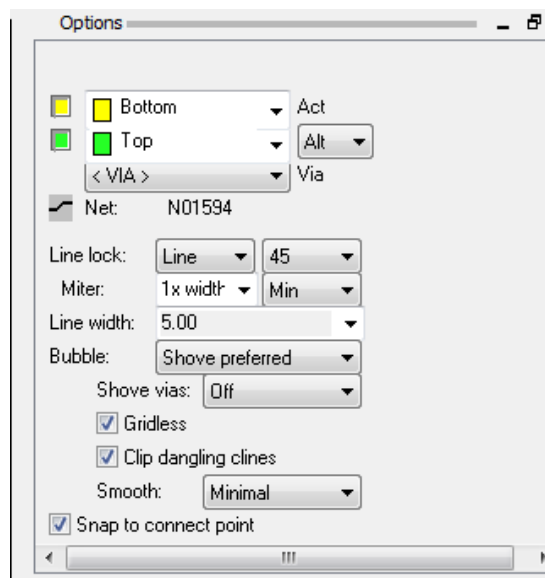 Options
Bottom Act
Top Alt
< VIA > Via
Net: N01594
Line lock: Line 45
Miter: 1x width Min
Line width: 5.00
Bubble: Shove preferred
Shove vias: Off
Gridless
Clip dangling clines
Smooth: Minimal
Snap to connect point